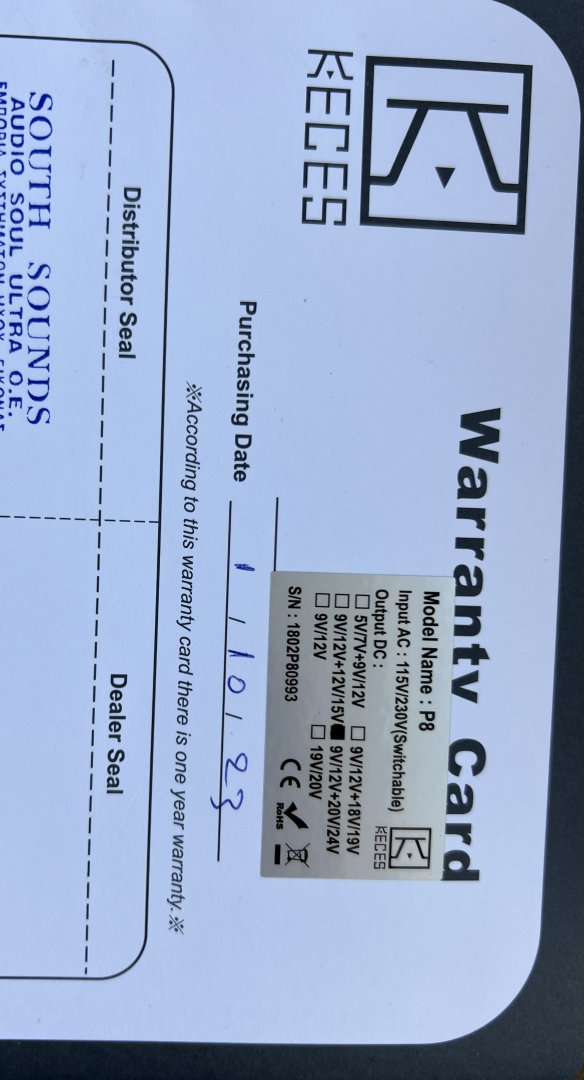 KECES
Warranty Card
Model Name : P8
Input AC : 115V/230V(Switchable)
Output DC :
KECES
☐ 5V/7V+9V/12V ☐ 9V/12V+18V/19V
☐ 9V/12V+12V/15V ■ 9V/12V+20V/24V
☐ 9V/12V ☐ 19V/20V
S/N : 1802P80993
CE RoHS
Purchasing Date 1 / 10 / 23
※According to this warranty card there is one year warranty.※
Distributor Seal Dealer Seal
SOUTH SOUNDS
AUDIO SOUL ULTRA O.E.